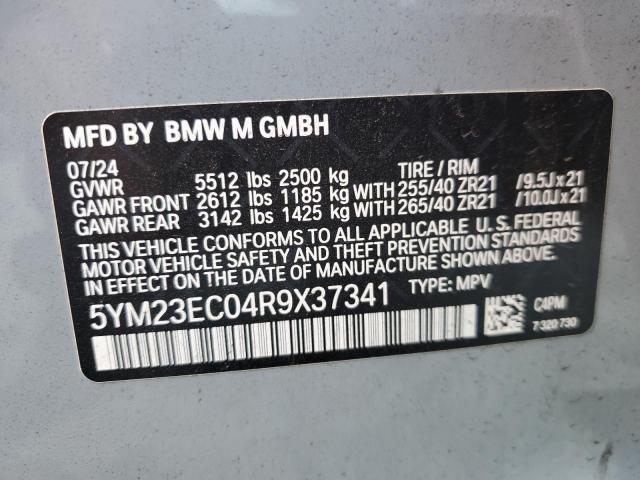 MFD BY BMW M GMBH
07/24 TIRE / RIM
GVWR 5512 lbs 2500 kg
GAWR FRONT 2612 lbs 1185 kg WITH 255/40 ZR21 /9.5J x 21
GAWR REAR 3142 lbs 1425 kg WITH 265/40 ZR21 /10.0J x 21
THIS VEHICLE CONFORMS TO ALL APPLICABLE U. S. FEDERAL
MOTOR VEHICLE SAFETY AND THEFT PREVENTION STANDARDS
IN EFFECT ON THE DATE OF MANUFACTURE SHOWN ABOVE.
5YM23EC04R9X37341 TYPE: MPV
C4PM
7 320 730